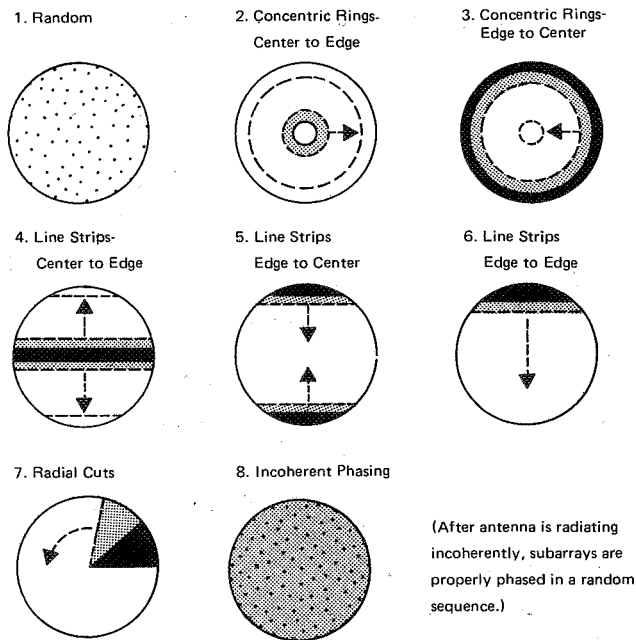 1. Random
2. Concentric Rings-
Center to Edge
3. Concentric Rings-
Edge to Center
4. Line Strips-
Center to Edge
5. Line Strips
Edge to Center
6. Line Strips
Edge to Edge
7. Radial Cuts
8. Incoherent Phasing
(After antenna is radiating
incoherently, subarrays are
properly phased in a random
sequence.)